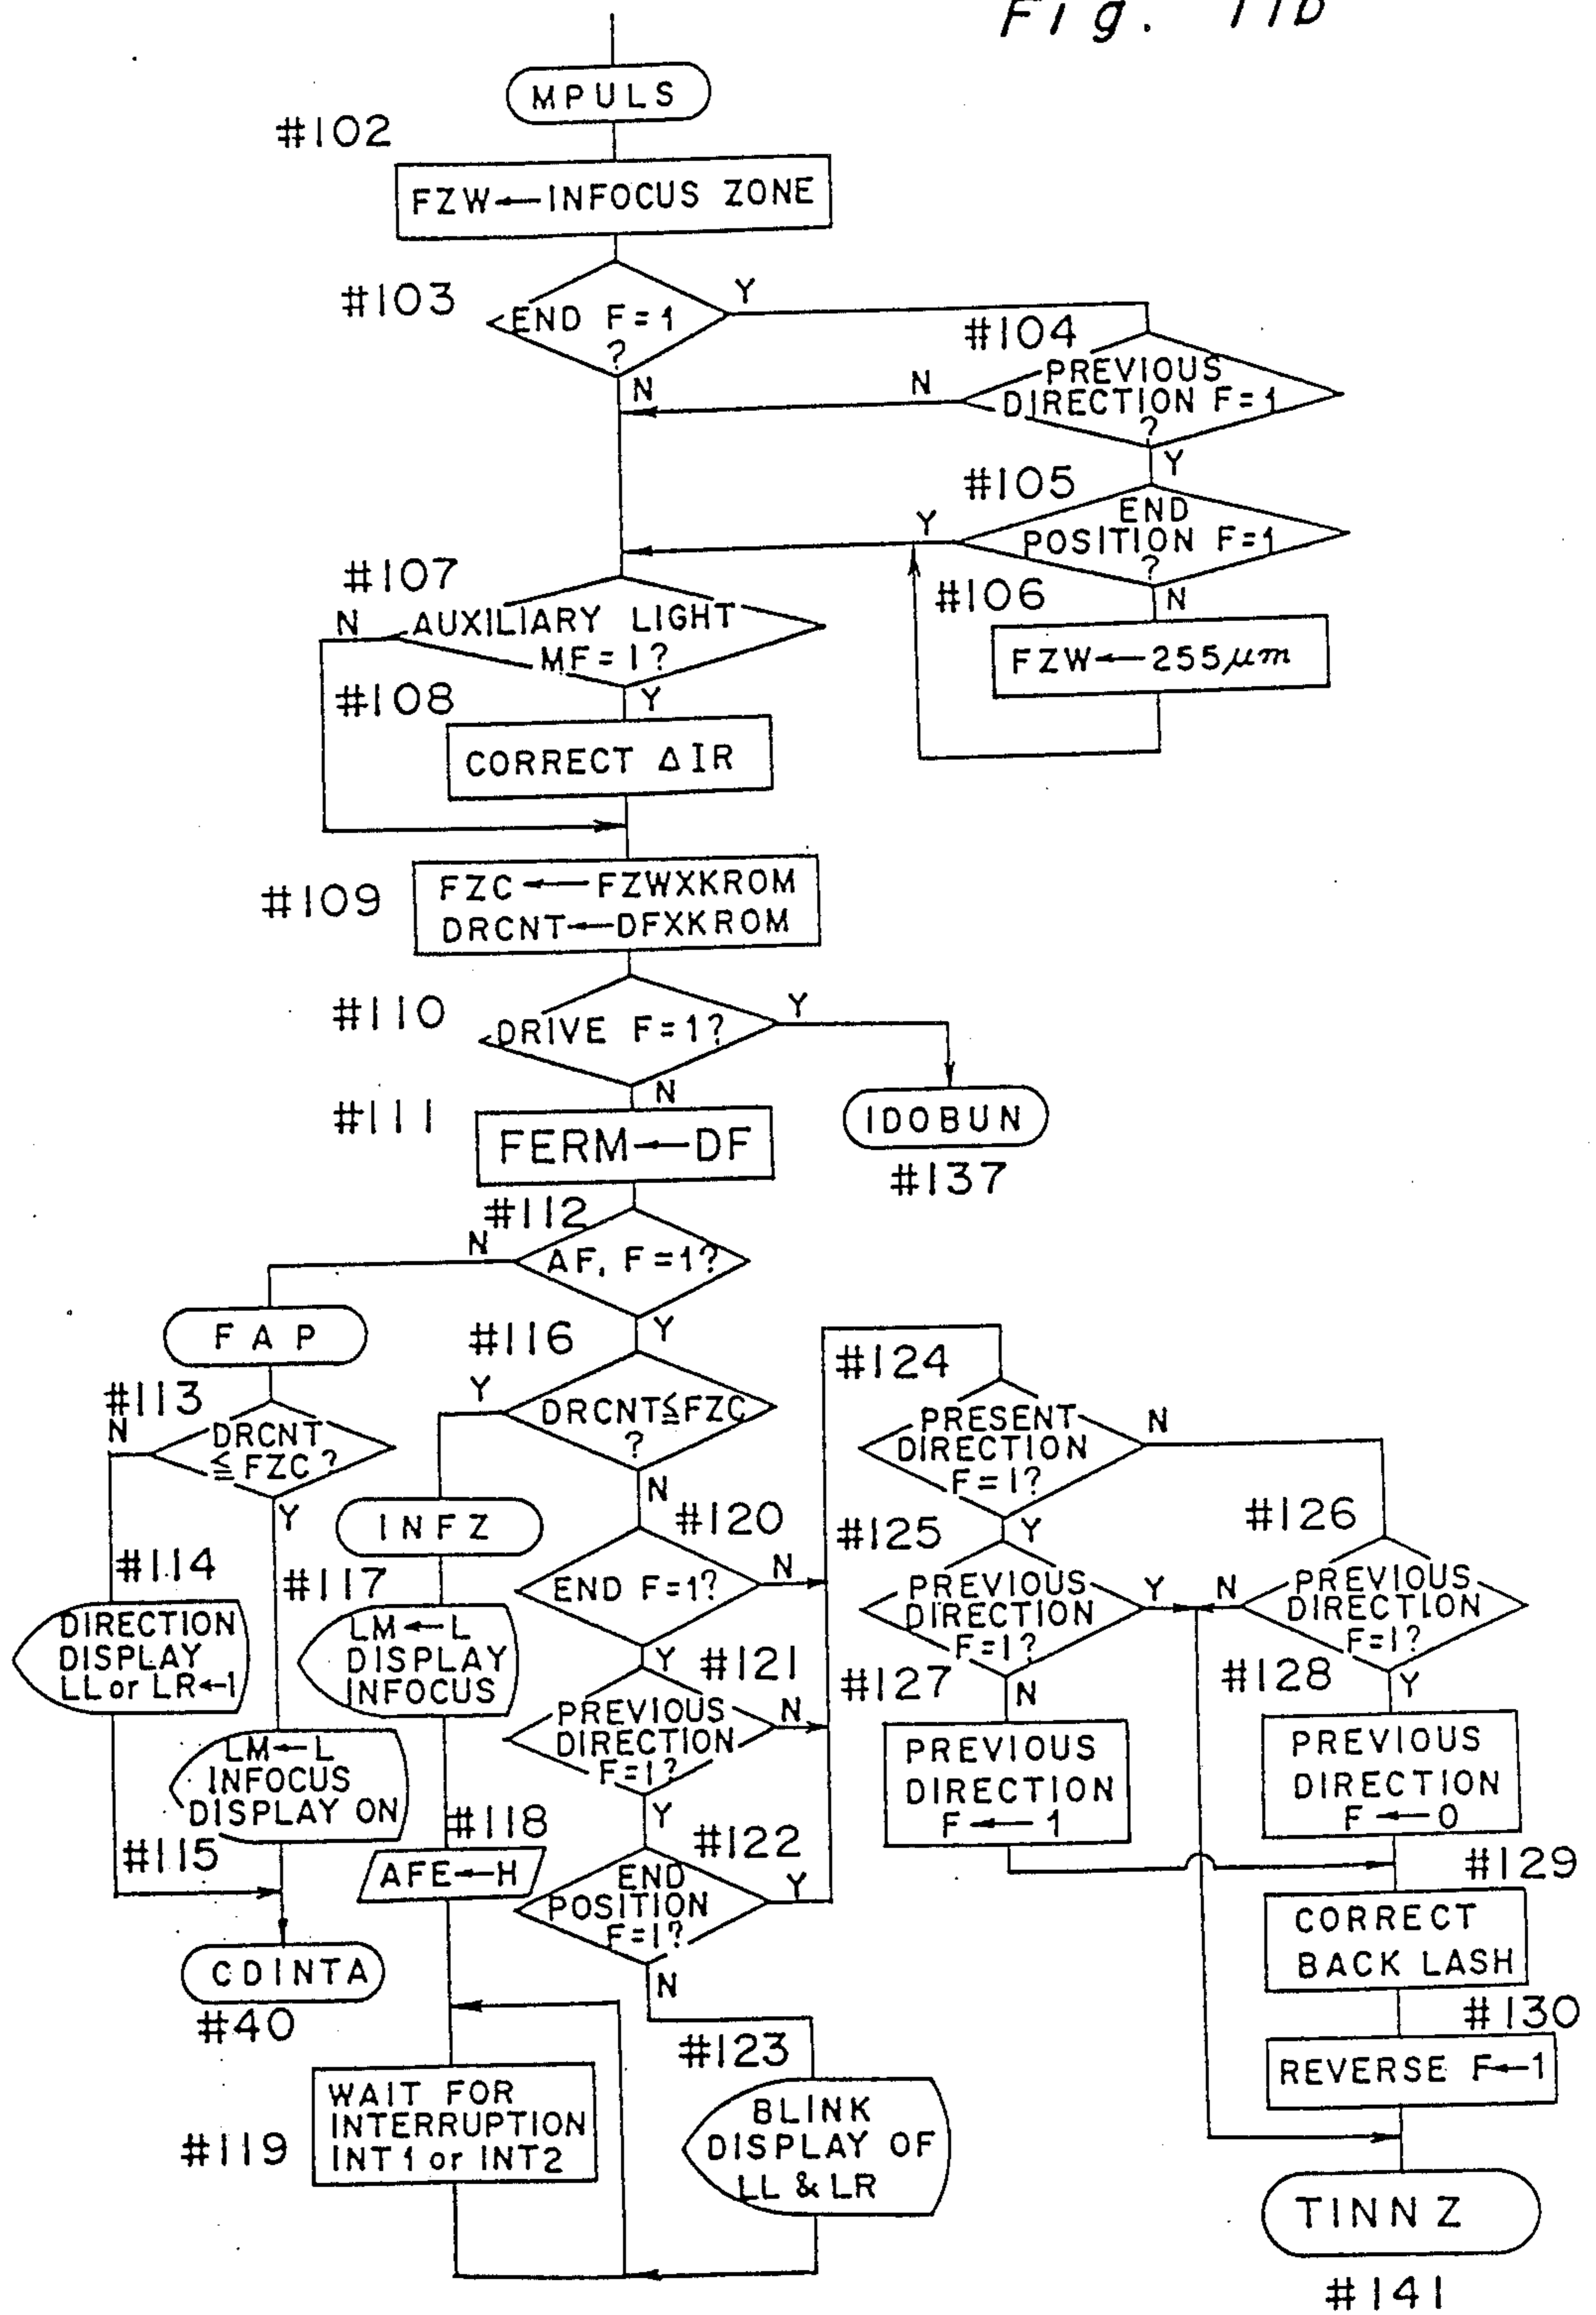 Fig. 11b
MPULS
#102
FZW←INFOCUS ZONE
#103
END F=1
?
Y
N
#104
PREVIOUS
DIRECTION F=1
?
N
Y
#105
END
POSITION F=1
?
Y
N
#106
FZW←255μm
#107
AUXILIARY LIGHT
MF=1?
N
Y
#108
CORRECT ΔIR
#109
FZC←FZWXKROM
DRCNT←DFXKROM
#110
DRIVE F=1?
Y
N
IDOBUN
#137
#111
FERM←DF
#112
AF, F=1?
N
Y
FAP
#113
DRCNT
≦FZC?
N
Y
#114
DIRECTION
DISPLAY
LL or LR←1
#117
LM←L
INFOCUS
DISPLAY ON
#115
CDINTA
#40
#116
DRCNT≦FZC
?
Y
N
INFZ
LM←L
DISPLAY
INFOCUS
#118
AFE←H
#119
WAIT FOR
INTERRUPTION
INT1 or INT2
#120
END F=1?
N
Y
#121
PREVIOUS
DIRECTION
F=1?
N
Y
#122
END
POSITION
F=1?
Y
N
#123
BLINK
DISPLAY OF
LL & LR
#124
PRESENT
DIRECTION
F=1?
N
Y
#125
PREVIOUS
DIRECTION
F=1?
Y
N
#126
PREVIOUS
DIRECTION
F=1?
N
Y
#127
PREVIOUS
DIRECTION
F←1
#128
PREVIOUS
DIRECTION
F←0
#129
CORRECT
BACK LASH
#130
REVERSE F←1
TINNZ
#141